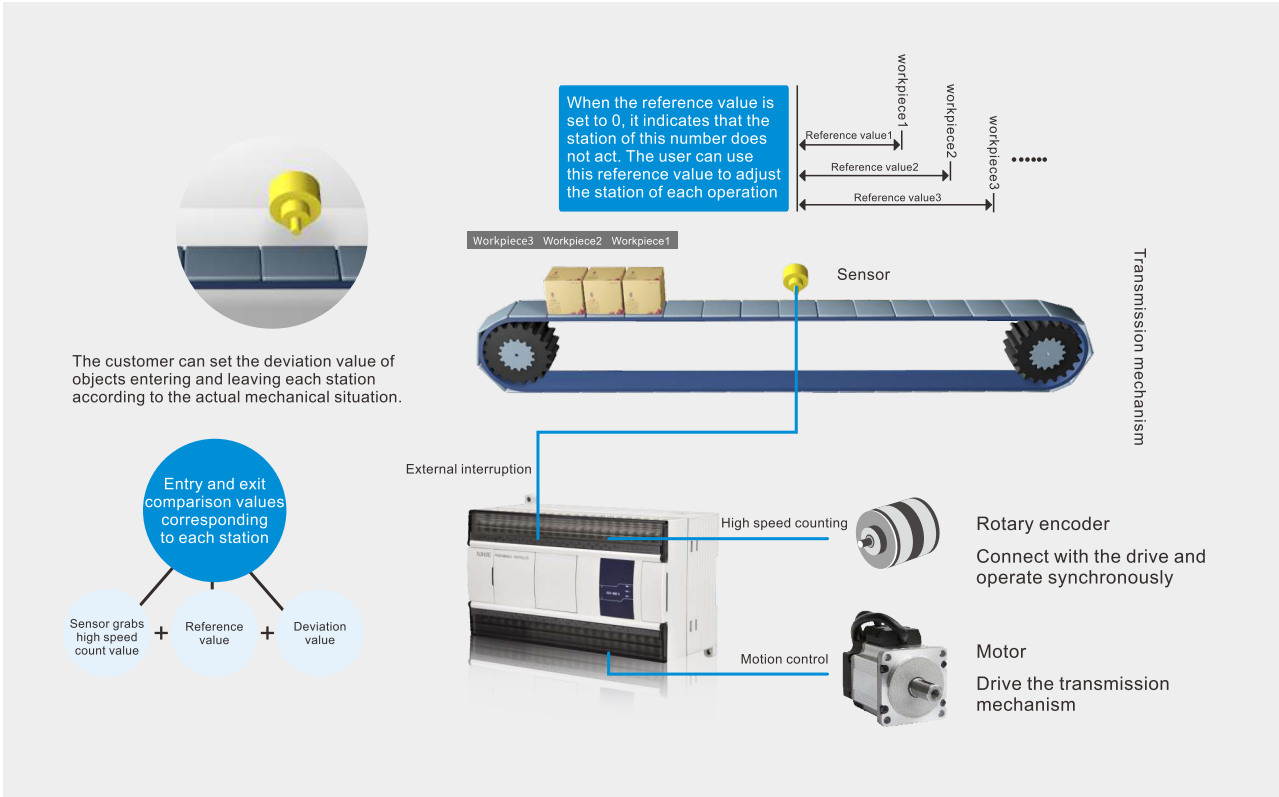 When the reference value is
set to 0, it indicates that the
station of this number does
not act. The user can use
this reference value to adjust
the station of each operation
workpiece1
workpiece2
workpiece3
Reference value1
Reference value2
Reference value3
Workpiece3 Workpiece2 Workpiece1
Sensor
Transmission mechanism
The customer can set the deviation value of
objects entering and leaving each station
according to the actual mechanical situation.
Entry and exit
comparison values
corresponding
to each station
Sensor grabs
high speed
count value
+
Reference
value
+
Deviation
value
External interruption
High speed counting
Rotary encoder
Connect with the drive and
operate synchronously
Motion control
Motor
Drive the transmission
mechanism